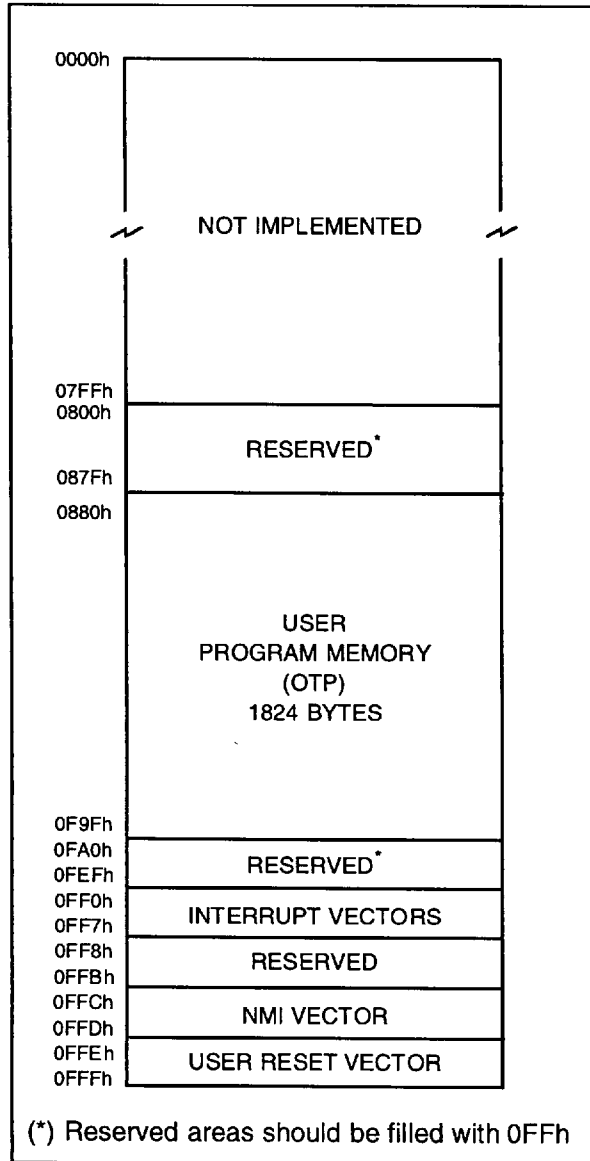 0000h
NOT IMPLEMENTED
07FFh
0800h
RESERVED*
087Fh
0880h
USER
PROGRAM MEMORY
(OTP)
1824 BYTES
0F9Fh
0FA0h
RESERVED*
0FEFh
0FF0h
INTERRUPT VECTORS
0FF7h
0FF8h
RESERVED
0FFBh
0FFCh
NMI VECTOR
0FFDh
0FFEh
USER RESET VECTOR
0FFFh
(*) Reserved areas should be filled with 0FFh